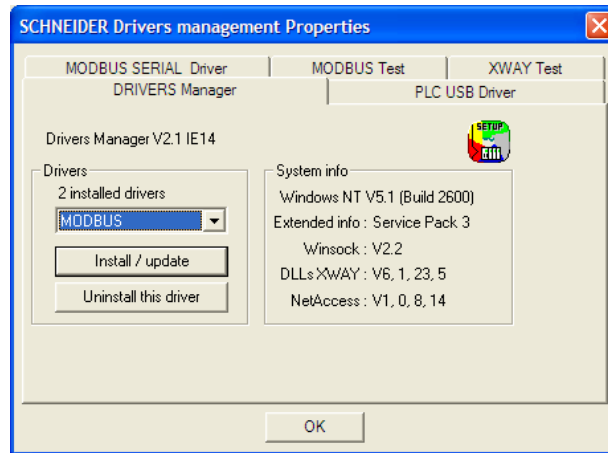 SCHNEIDER Drivers management Properties
MODBUS SERIAL Driver
MODBUS Test
XWAY Test
DRIVERS Manager
PLC USB Driver
Drivers Manager V2.1 IE14
SETUP
Drivers
2 installed drivers
MODBUS
Install / update
Uninstall this driver
System info
Windows NT V5.1 (Build 2600)
Extended info : Service Pack 3
Winsock : V2.2
DLLs XWAY : V6, 1, 23, 5
NetAccess : V1, 0, 8, 14
OK